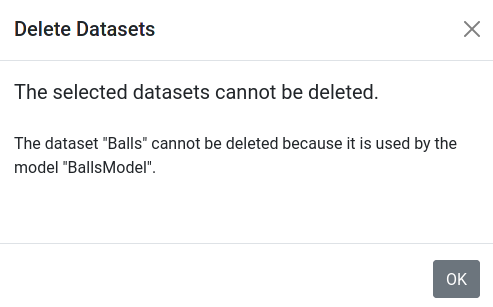 Delete Datasets
The selected datasets cannot be deleted.
The dataset "Balls" cannot be deleted because it is used by the
model "BallsModel".
OK